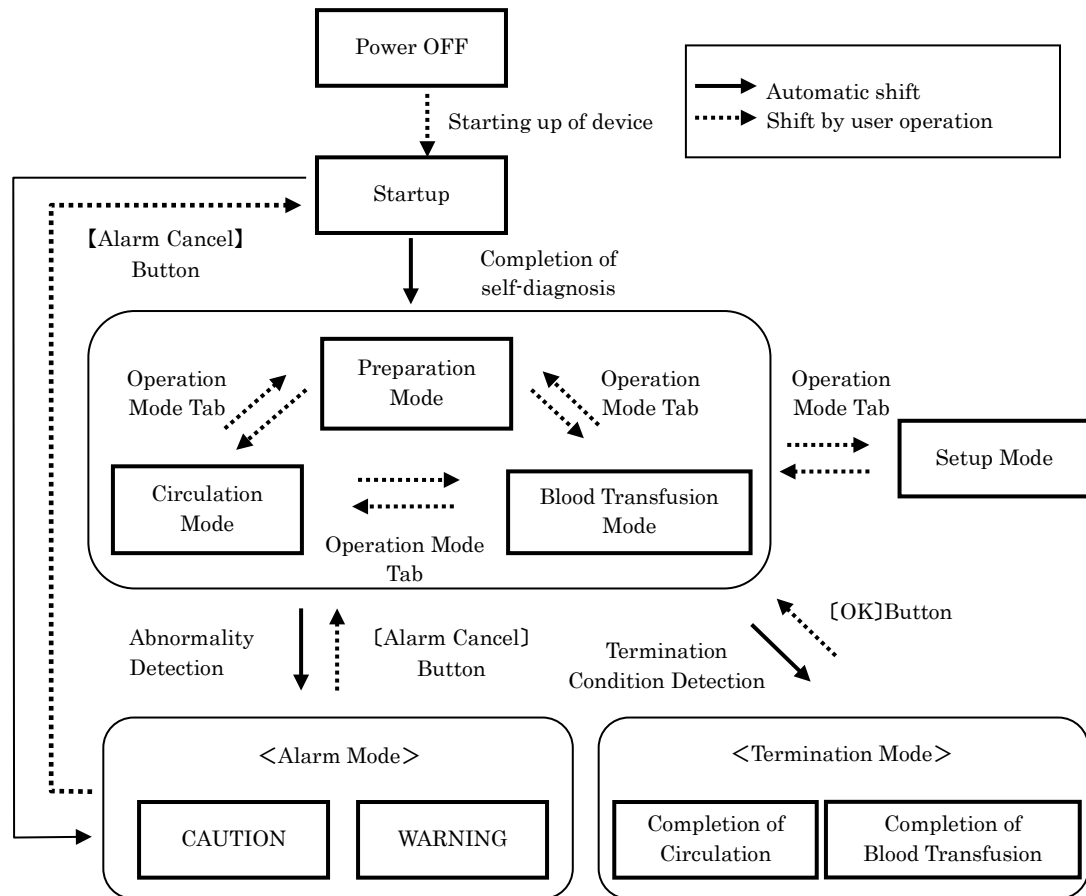 Power OFF
Automatic shift
Shift by user operation
Starting up of device
Startup
【Alarm Cancel】
Button
Completion of
self-diagnosis
Preparation
Mode
Operation
Mode Tab
Operation
Mode Tab
Operation
Mode Tab
Setup Mode
Circulation
Mode
Blood Transfusion
Mode
Operation Mode
Tab
Abnormality
Detection
〔Alarm Cancel〕
Button
〔OK〕Button
Termination
Condition Detection
<Alarm Mode>
CAUTION
WARNING
<Termination Mode>
Completion of
Circulation
Completion of
Blood Transfusion